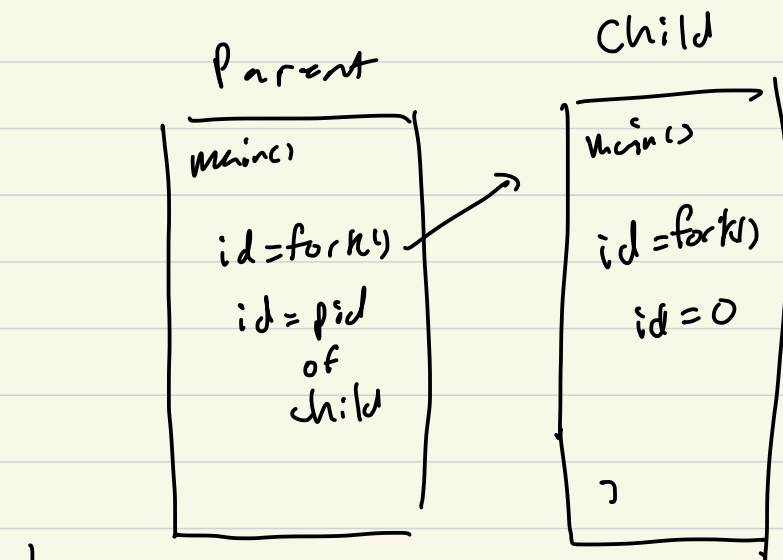 Parent
main()
id=fork()
id=pid
of
child
Child
main()
id=fork()
id=0
}